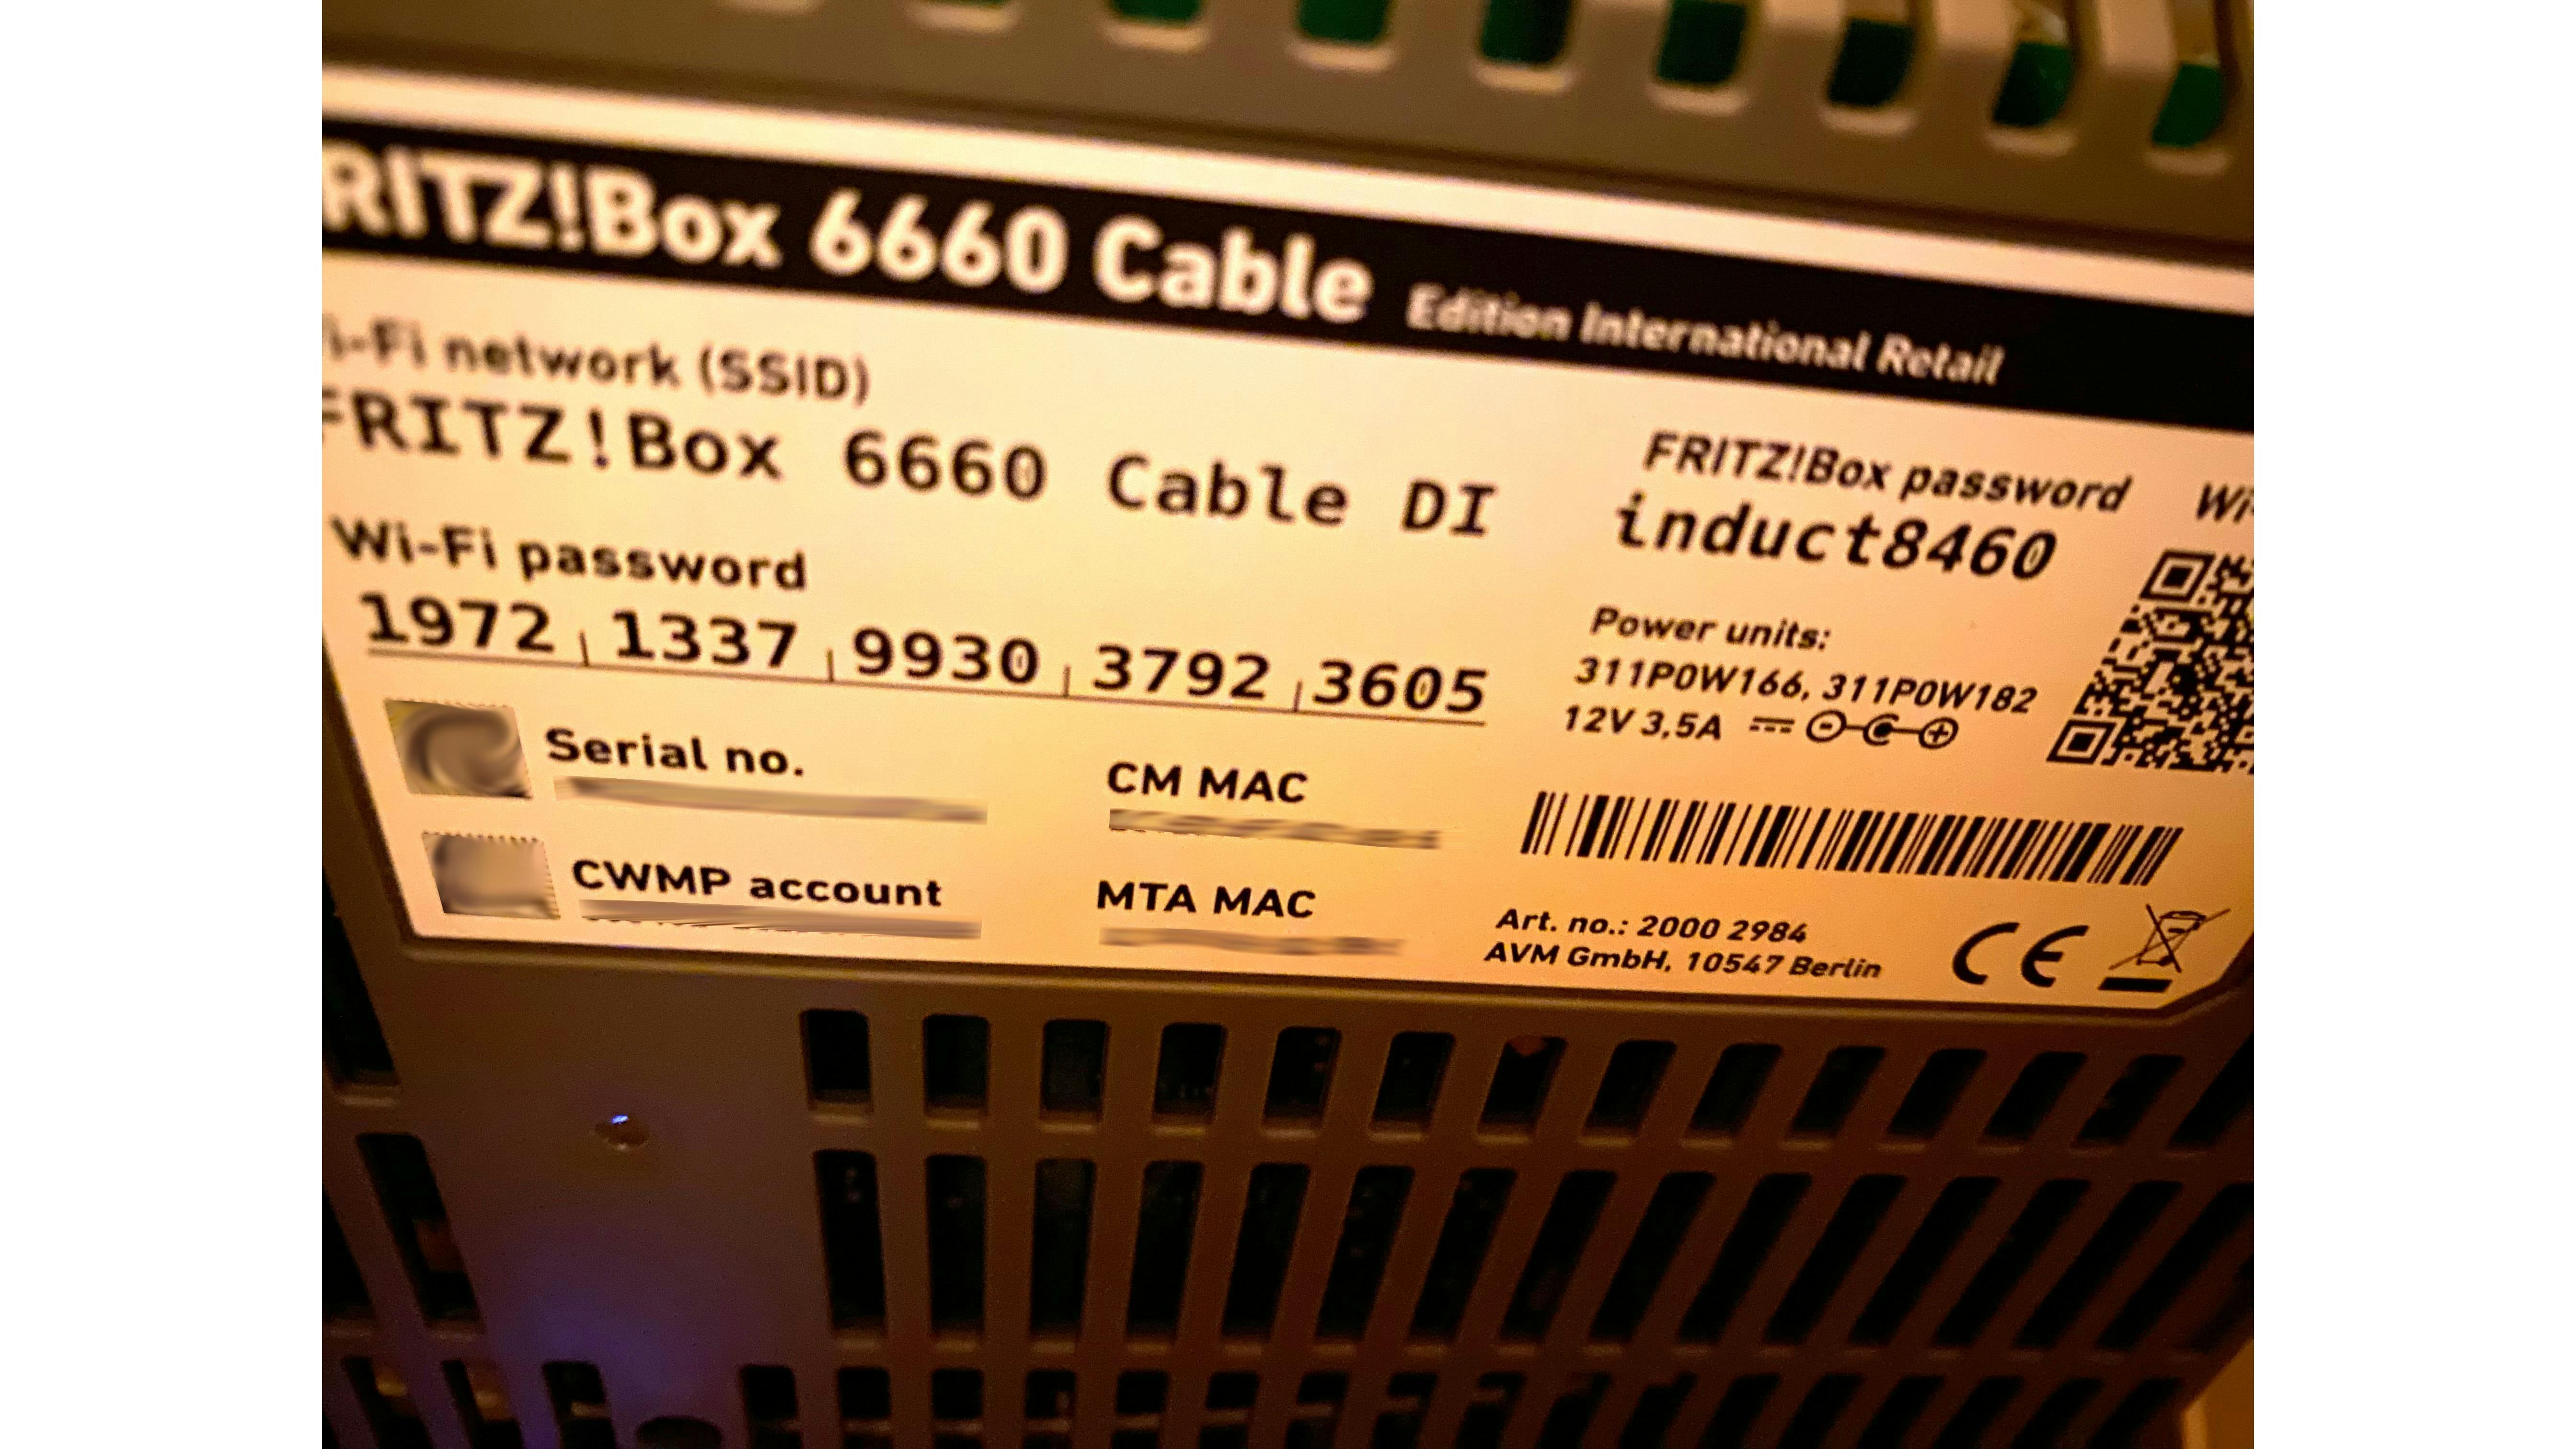 RITZ!Box 6660 Cable Edition International Retail
i-Fi network (SSID)
FRITZ!Box 6660 Cable DI
Wi-Fi password
1972 1337 9930 3792 3605
Serial no.
CWMP account
CM MAC
MTA MAC
FRITZ!Box password
induct8460
Wi-
Power units:
311P0W166, 311P0W182
12V 3,5A
Art. no.: 2000 2984
AVM GmbH, 10547 Berlin
CE